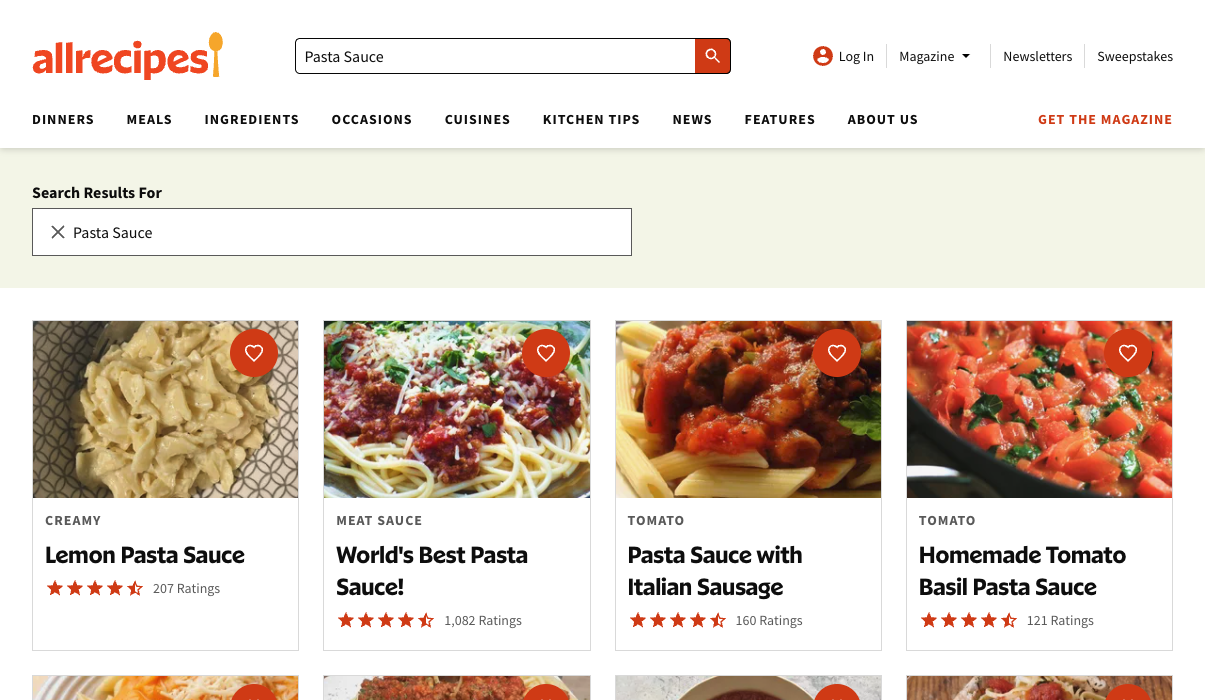 allrecipes
Pasta Sauce
Log In
Magazine
Newsletters
Sweepstakes
DINNERS
MEALS
INGREDIENTS
OCCASIONS
CUISINES
KITCHEN TIPS
NEWS
FEATURES
ABOUT US
GET THE MAGAZINE
Search Results For
Pasta Sauce
CREAMY
Lemon Pasta Sauce
207 Ratings
MEAT SAUCE
World's Best Pasta
Sauce!
1,082 Ratings
TOMATO
Pasta Sauce with
Italian Sausage
160 Ratings
TOMATO
Homemade Tomato
Basil Pasta Sauce
121 Ratings